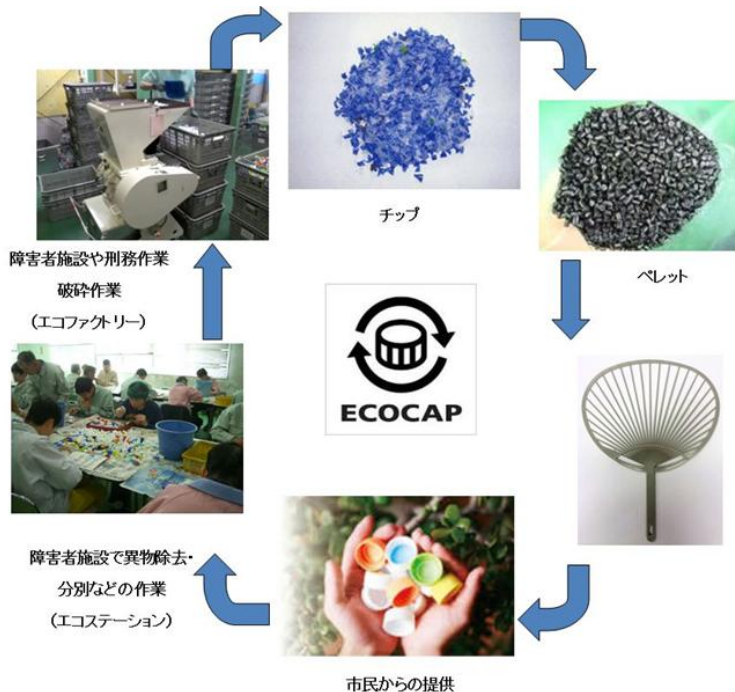 チップ
ペレット
障害者施設や刑務作業
破砕作業
(エコファクトリー)
ECOCAP
障害者施設で異物除去・
分別などの作業
(エコステーション)
市民からの提供